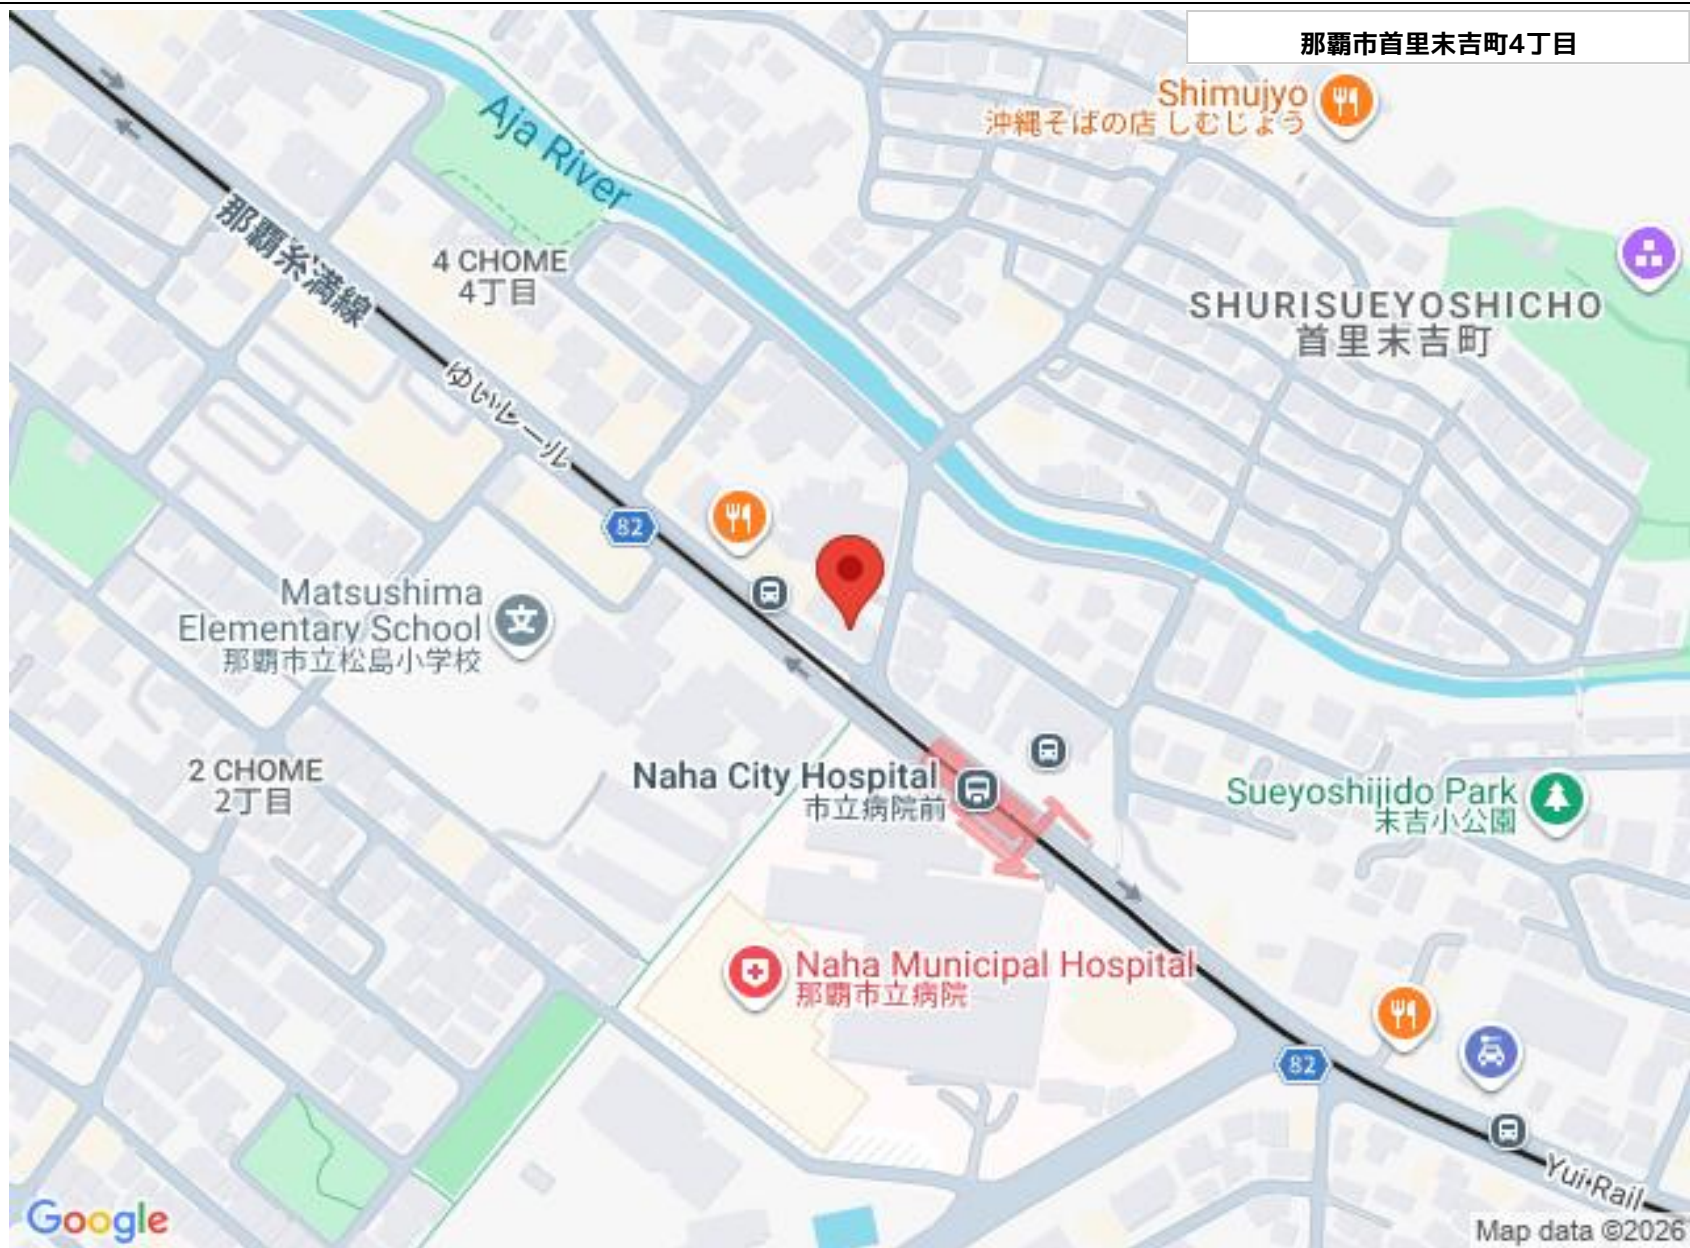 那覇市首里末吉町4丁目
Shimujyo
沖縄そばの店 しむじょう
Aja River
那覇糸満線
4 CHOME
4丁目
SHURISUEYOSHICHO
首里末吉町
ゆいレール
82
Matsushima
Elementary School
那覇市立松島小学校
文
2 CHOME
2丁目
Naha City Hospital
市立病院前
Sueyoshijido Park
末吉小公園
Naha Municipal Hospital
那覇市立病院
82
Yui Rail
Google
Map data ©2026